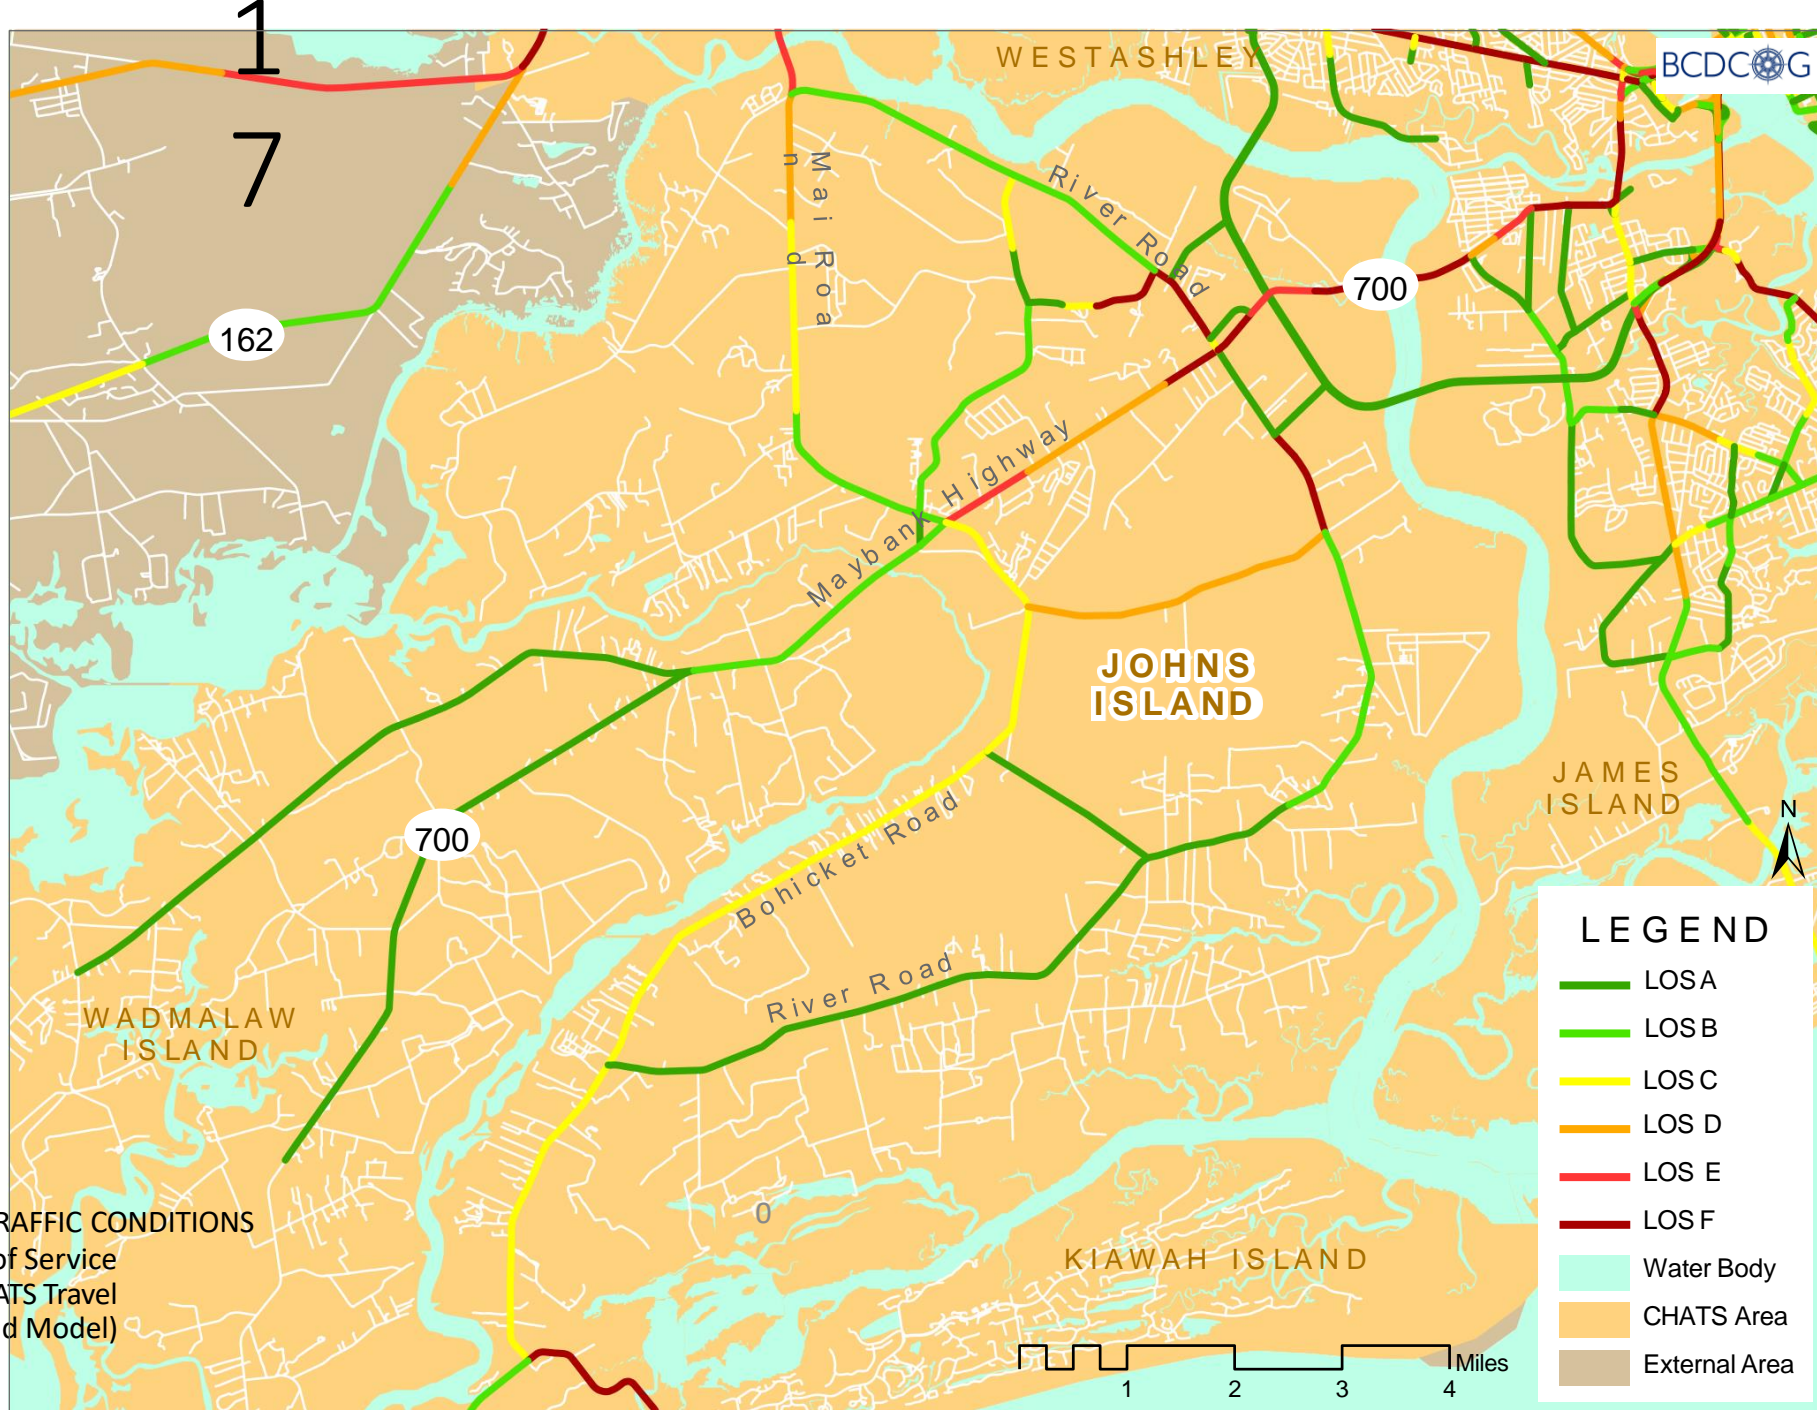 1
7
WESTASHLEY
BCDCOG
Main Road
River Road
700
162
Maybank Highway
JOHNS
ISLAND
JAMES
ISLAND
N
700
Bohicket Road
River Road
WADMALAW
ISLAND
0
KIAWAH ISLAND
RAFFIC CONDITIONS
of Service
ATS Travel
d Model)
1 2 3 4 Miles
LEGEND
LOS A
LOS B
LOS C
LOS D
LOS E
LOS F
Water Body
CHATS Area
External Area